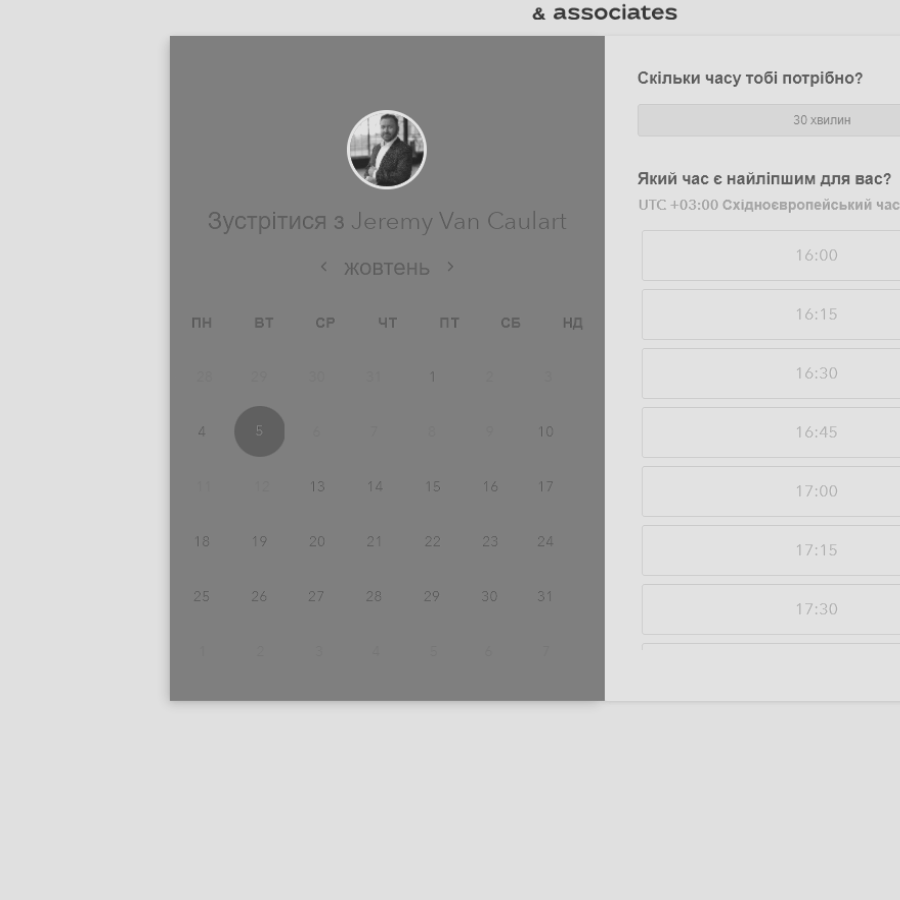 & associates
Зустрітися з Jeremy Van Caulart
‹ жовтень ›
ПН ВТ СР ЧТ ПТ СБ НД
28 29 30 31 1 2 3
4 5 6 7 8 9 10
11 12 13 14 15 16 17
18 19 20 21 22 23 24
25 26 27 28 29 30 31
1 2 3 4 5 6 7
Скільки часу тобі потрібно?
30 хвилин
Який час є найліпшим для вас?
UTC +03:00 Східноєвропейський час
16:00
16:15
16:30
16:45
17:00
17:15
17:30